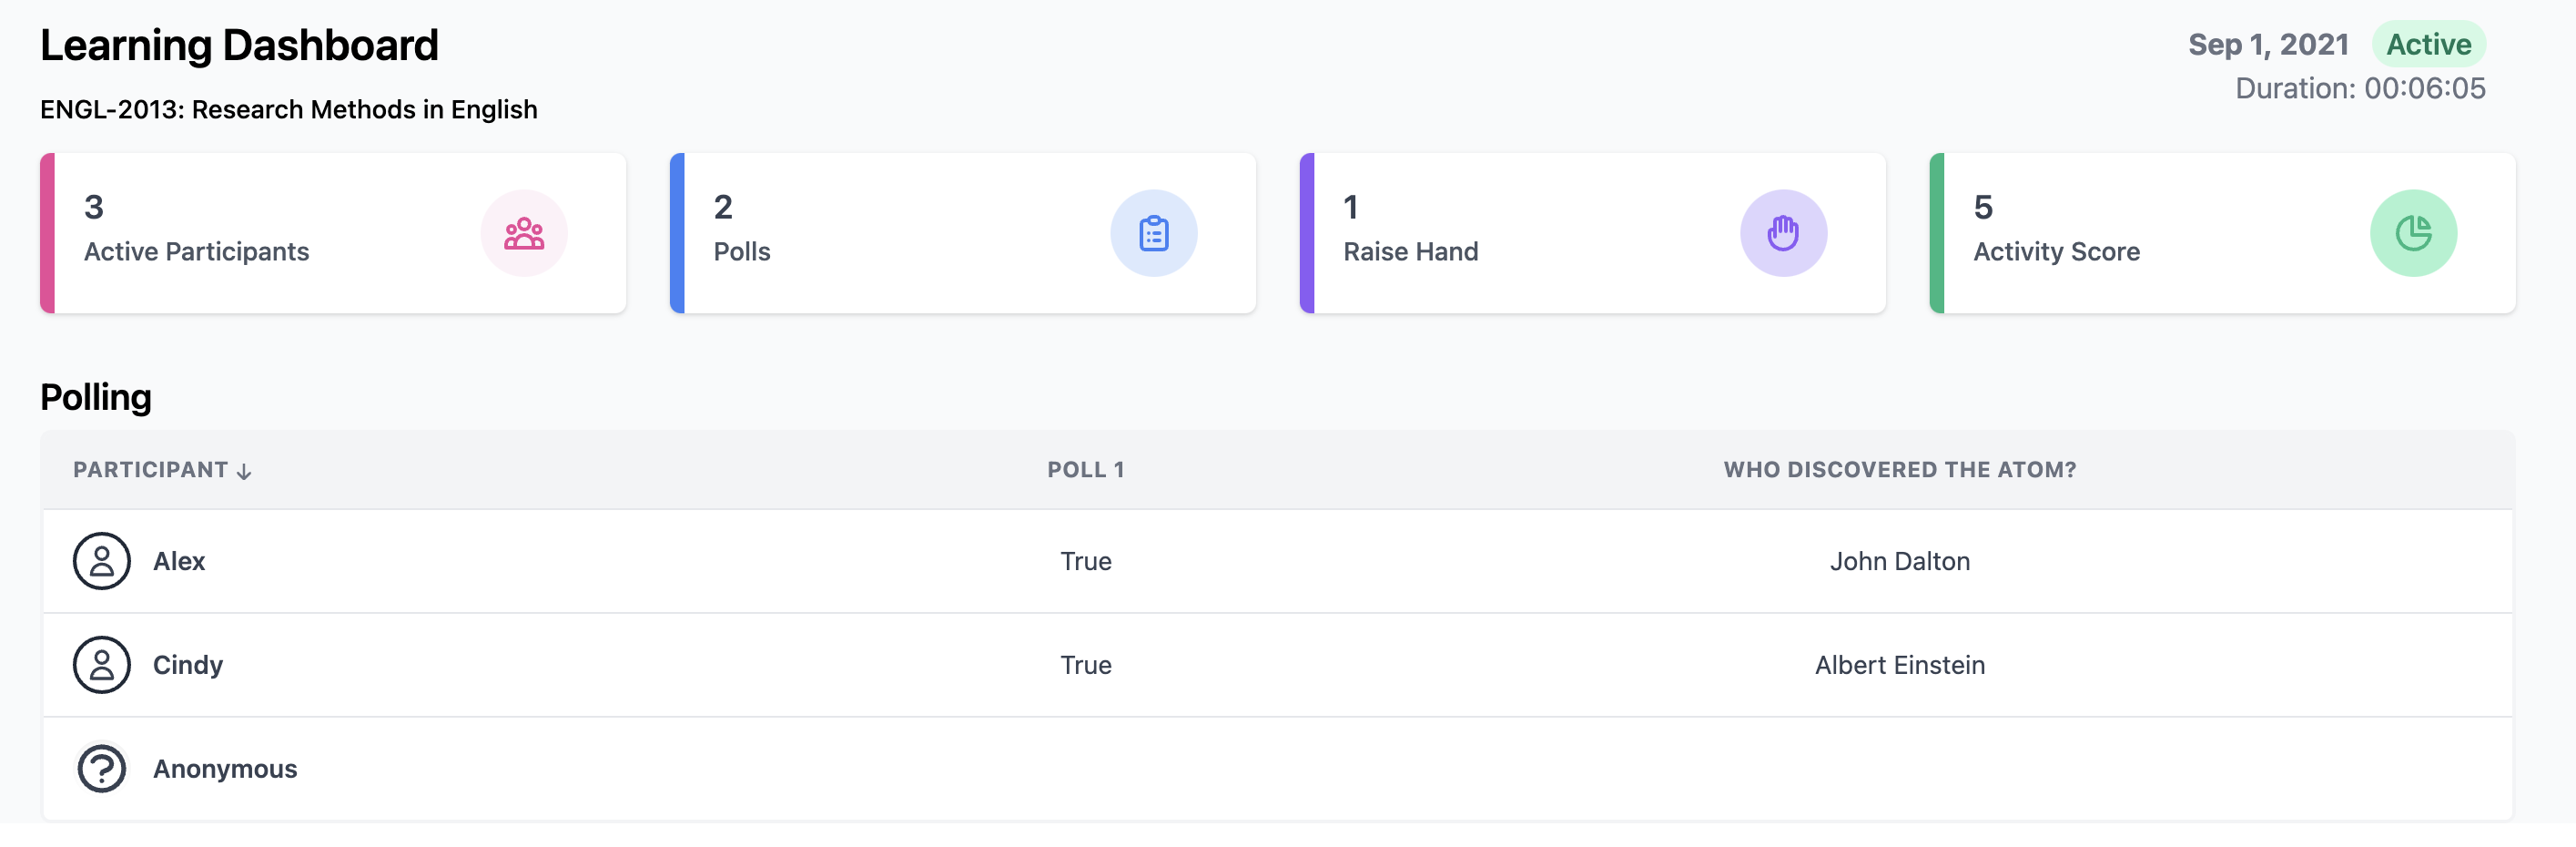 Learning Dashboard
Sep 1, 2021 Active
ENGL-2013: Research Methods in English
Duration: 00:06:05
3
Active Participants
2
Polls
1
Raise Hand
5
Activity Score
Polling
PARTICIPANT ↓ POLL 1 WHO DISCOVERED THE ATOM?
Alex True John Dalton
Cindy True Albert Einstein
Anonymous